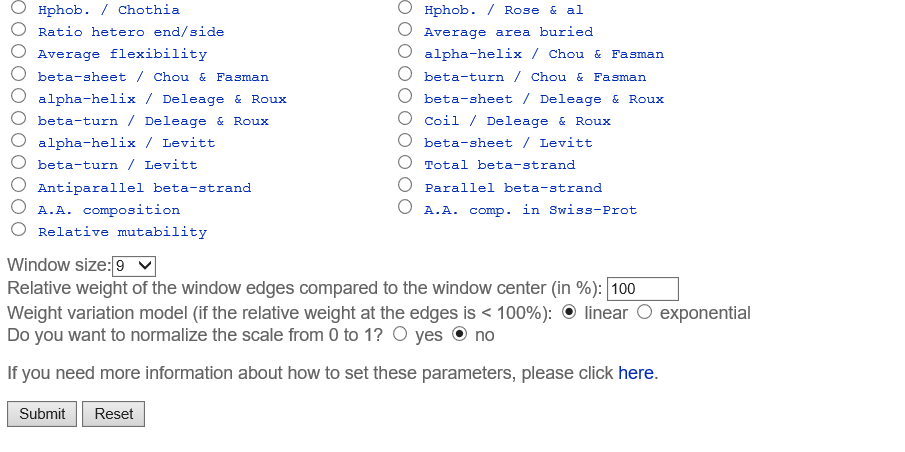 Hphob. / Chothia Hphob. / Rose & al
Ratio hetero end/side Average area buried
Average flexibility alpha-helix / Chou & Fasman
beta-sheet / Chou & Fasman beta-turn / Chou & Fasman
alpha-helix / Deleage & Roux beta-sheet / Deleage & Roux
beta-turn / Deleage & Roux Coil / Deleage & Roux
alpha-helix / Levitt beta-sheet / Levitt
beta-turn / Levitt Total beta-strand
Antiparallel beta-strand Parallel beta-strand
A.A. composition A.A. comp. in Swiss-Prot
Relative mutability
Window size: 9
Relative weight of the window edges compared to the window center (in %): 100
Weight variation model (if the relative weight at the edges is < 100%): linear exponential
Do you want to normalize the scale from 0 to 1? yes no
If you need more information about how to set these parameters, please click here.
Submit Reset